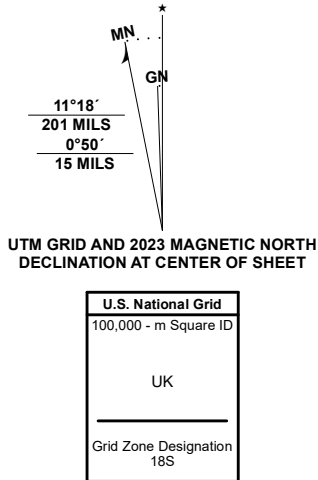 ★
MN
GN
11°18´
201 MILS
0°50´
15 MILS
UTM GRID AND 2023 MAGNETIC NORTH
DECLINATION AT CENTER OF SHEET
U.S. National Grid
100,000 - m Square ID
UK
Grid Zone Designation
18S